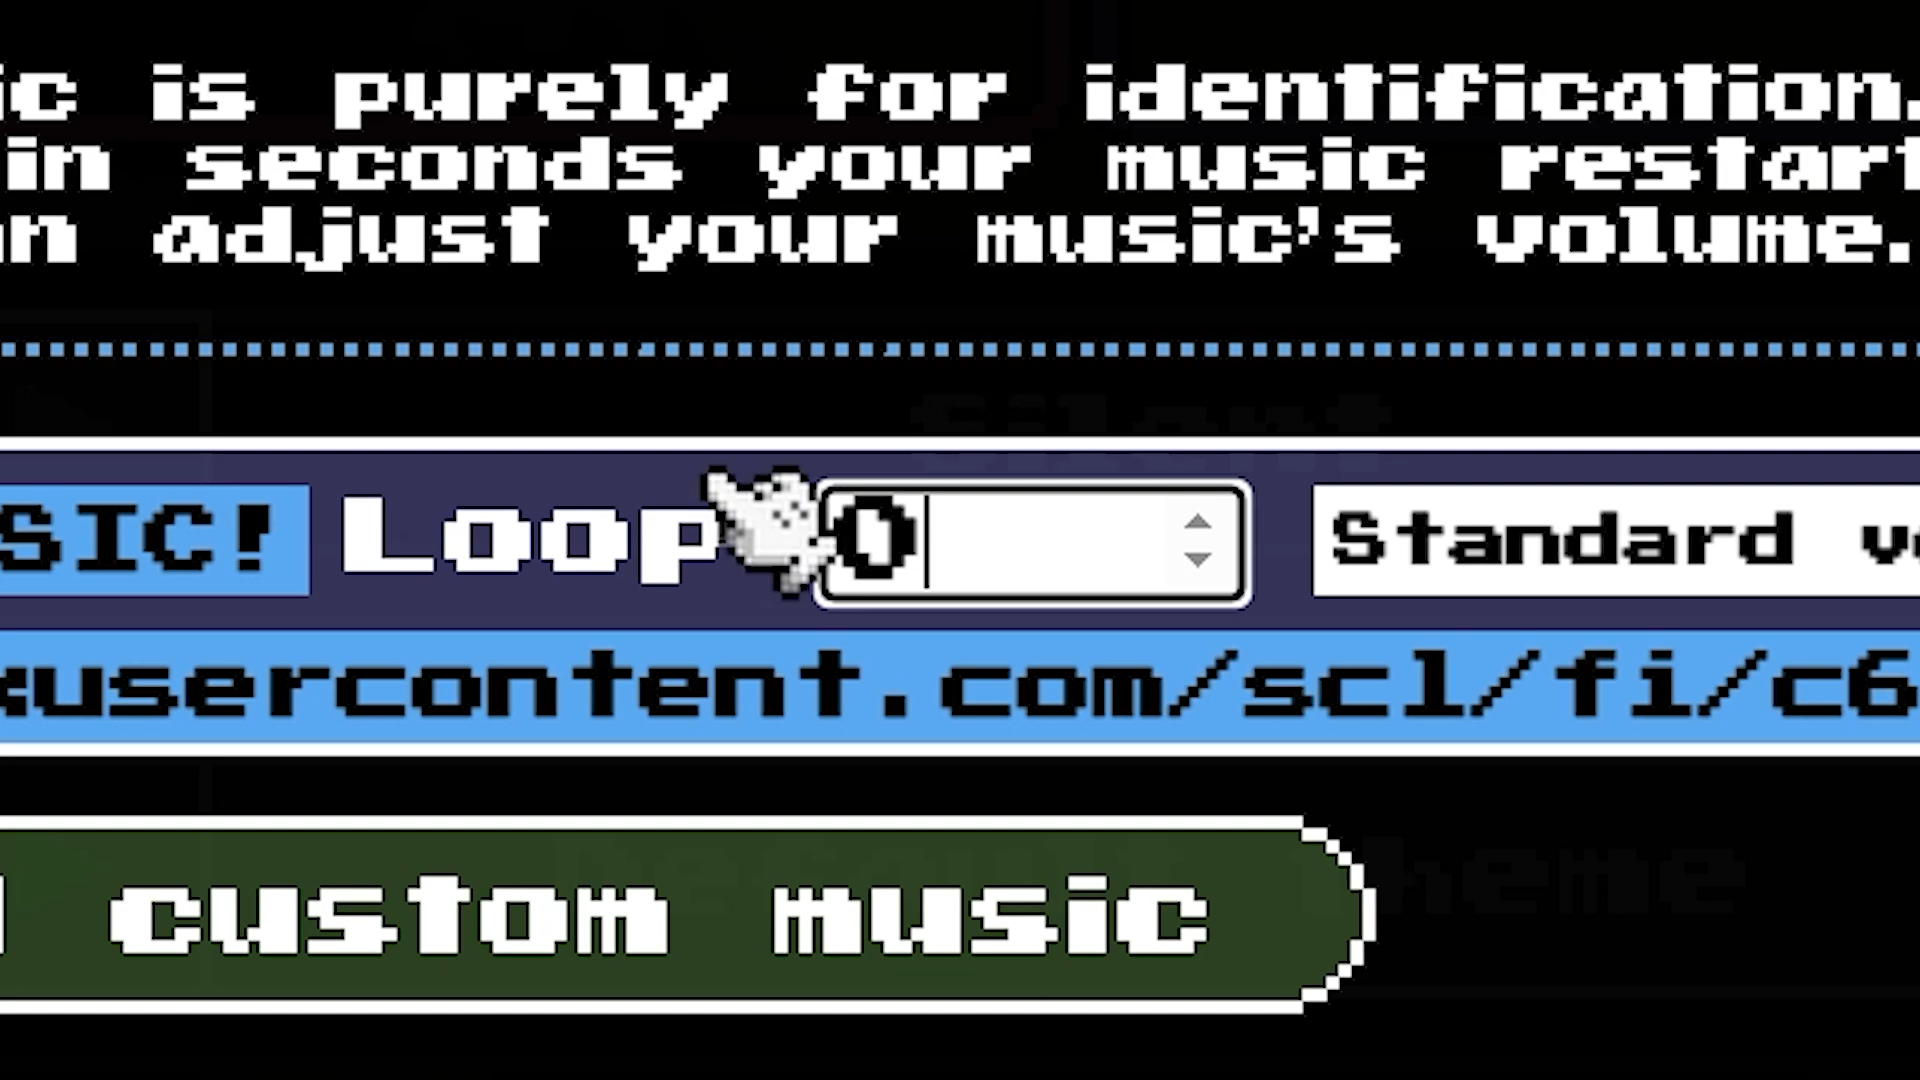 ic is purely for identification.
in seconds your music restart
n adjust your music's volume.
SIC! Loop 0 Standard v
usercontent.com/scl/fi/c6
custom music